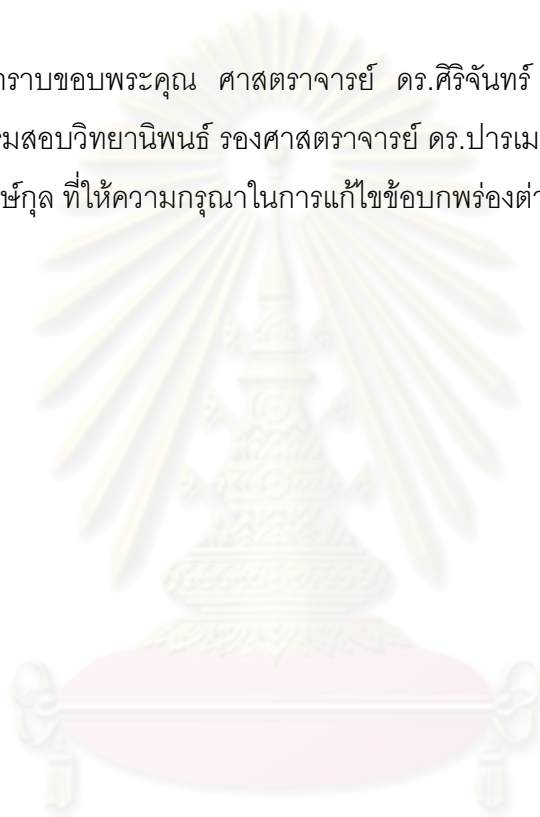 ราบขอบพระคุณ ศาสตราจารย์ ดร.ศิริจันทร์
มสอบวิทยานิพนธ์ รองศาสตราจารย์ ดร.ปารเม
ษ์กุล ที่ให้ความกรุณาในการแก้ไขข้อบกพร่องต่